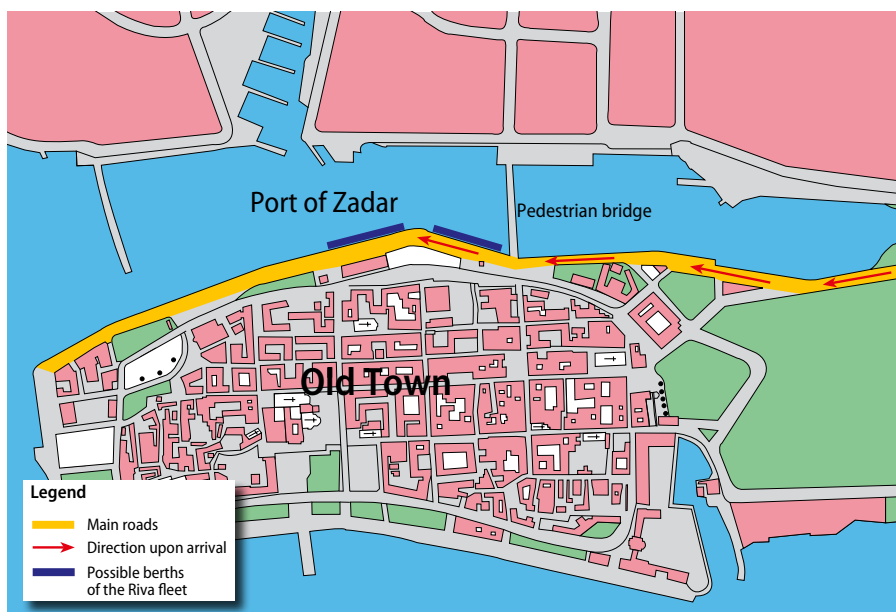 Port of Zadar
Pedestrian bridge
Old Town
Legend
Main roads
Direction upon arrival
Possible berths
of the Riva fleet